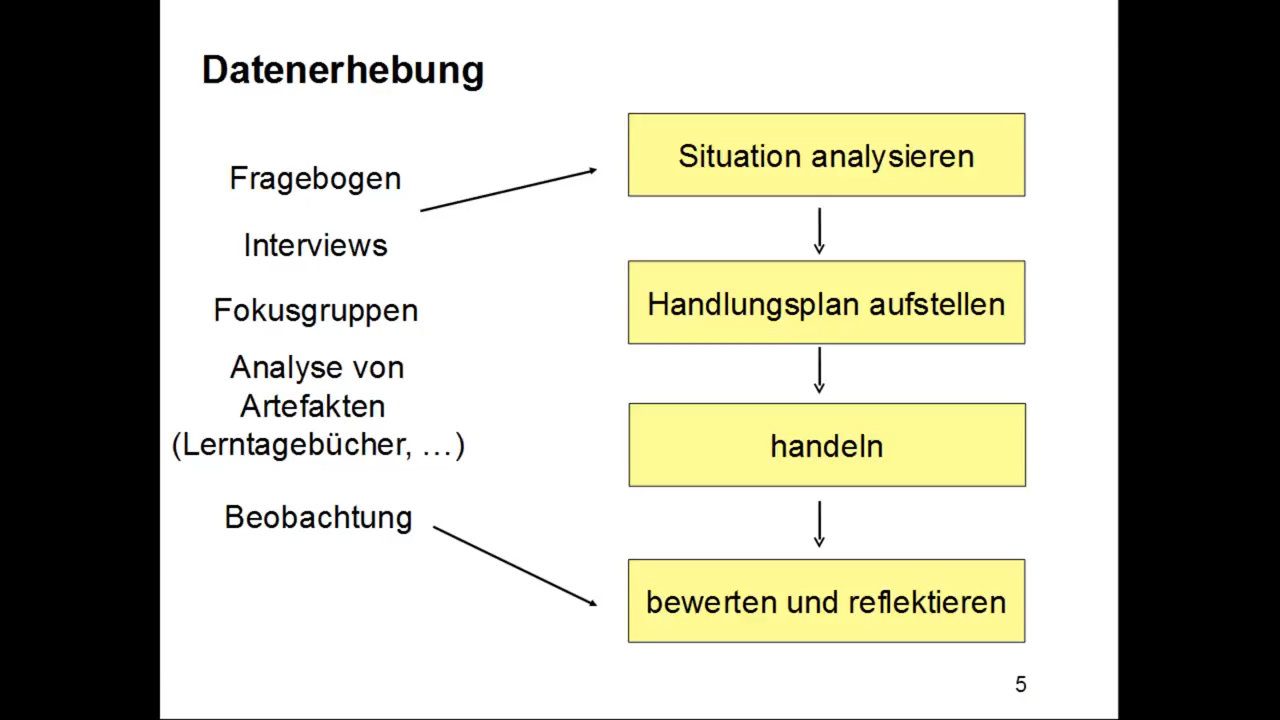 Datenerhebung
Fragebogen
Interviews
Fokusgruppen
Analyse von
Artefakten
(Lerntagebücher, …)
Beobachtung
Situation analysieren
Handlungsplan aufstellen
handeln
bewerten und reflektieren
5